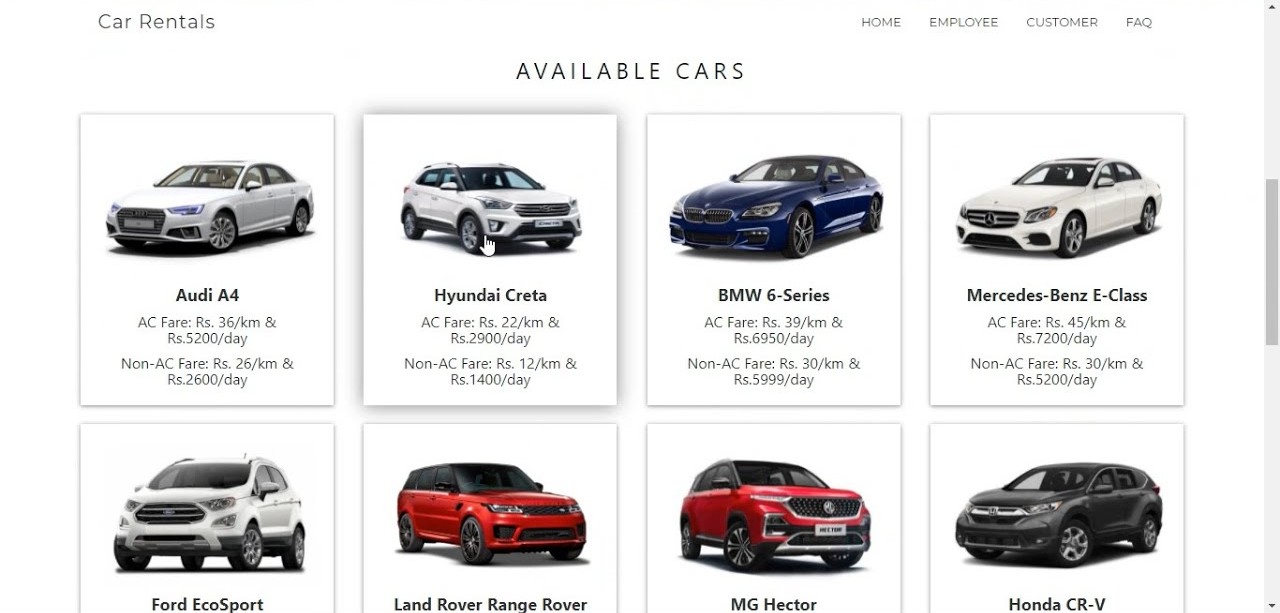 Car Rentals
HOME EMPLOYEE CUSTOMER FAQ
AVAILABLE CARS
Audi A4
AC Fare: Rs. 36/km &
Rs.5200/day
Non-AC Fare: Rs. 26/km &
Rs.2600/day
Hyundai Creta
AC Fare: Rs. 22/km &
Rs.2900/day
Non-AC Fare: Rs. 12/km &
Rs.1400/day
BMW 6-Series
AC Fare: Rs. 39/km &
Rs.6950/day
Non-AC Fare: Rs. 30/km &
Rs.5999/day
Mercedes-Benz E-Class
AC Fare: Rs. 45/km &
Rs.7200/day
Non-AC Fare: Rs. 30/km &
Rs.5200/day
Ford EcoSport
Land Rover Range Rover
HECTOR
MG Hector
Honda CR-V